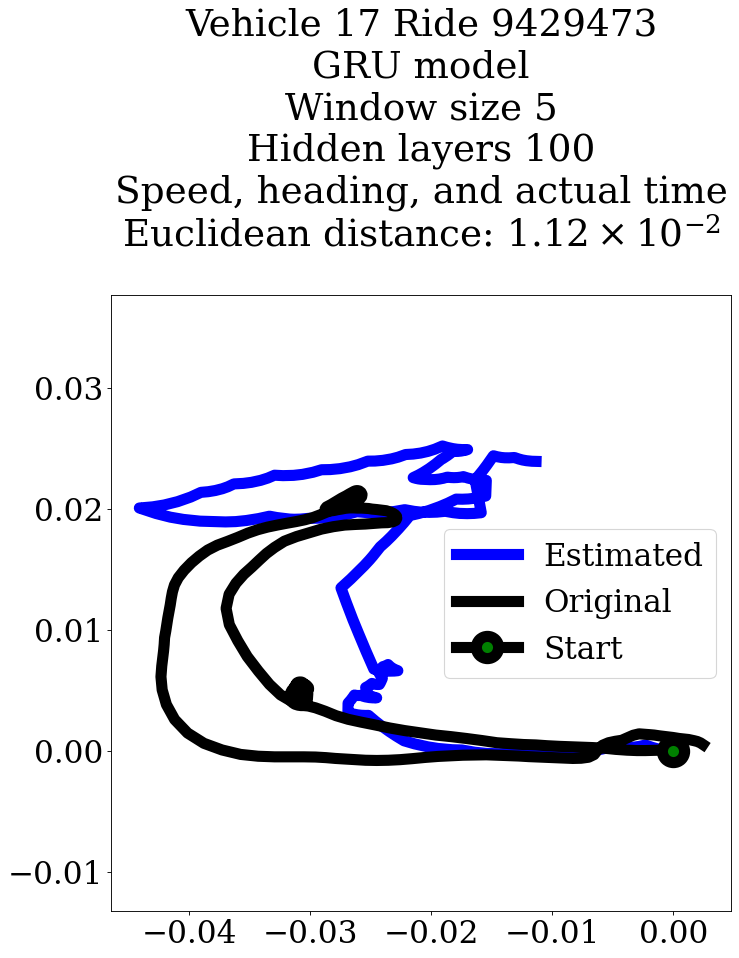 Vehicle 17 Ride 9429473
GRU model
Window size 5
Hidden layers 100
Speed, heading, and actual time
Euclidean distance: 1.12 × 10⁻²
0.03
0.02
0.01
0.00
−0.01
Estimated
Original
Start
−0.04 −0.03 −0.02 −0.01 0.00